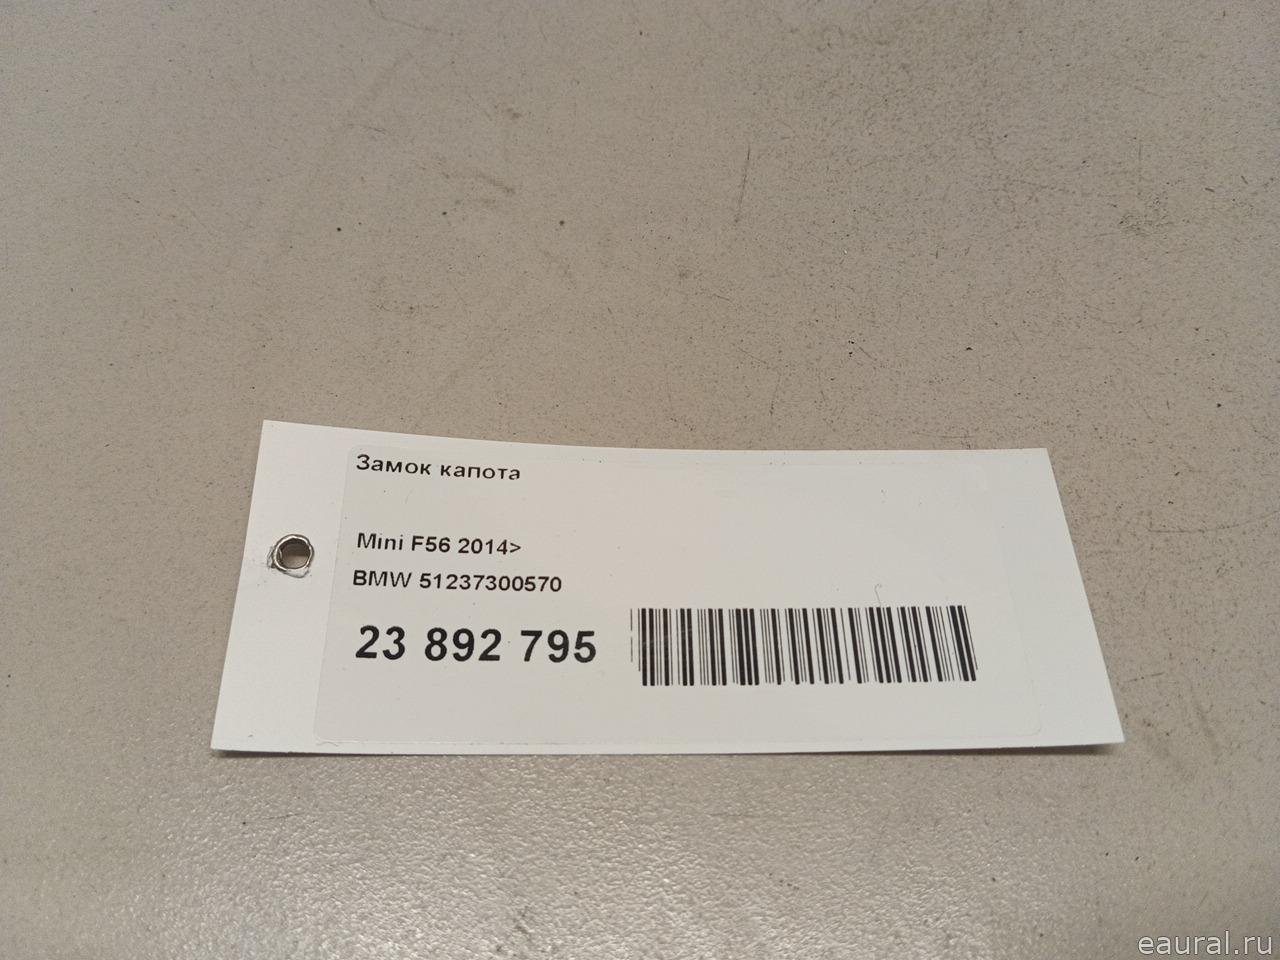 Замок капота
Mini F56 2014>
BMW 51237300570
23 892 795
eaural.ru